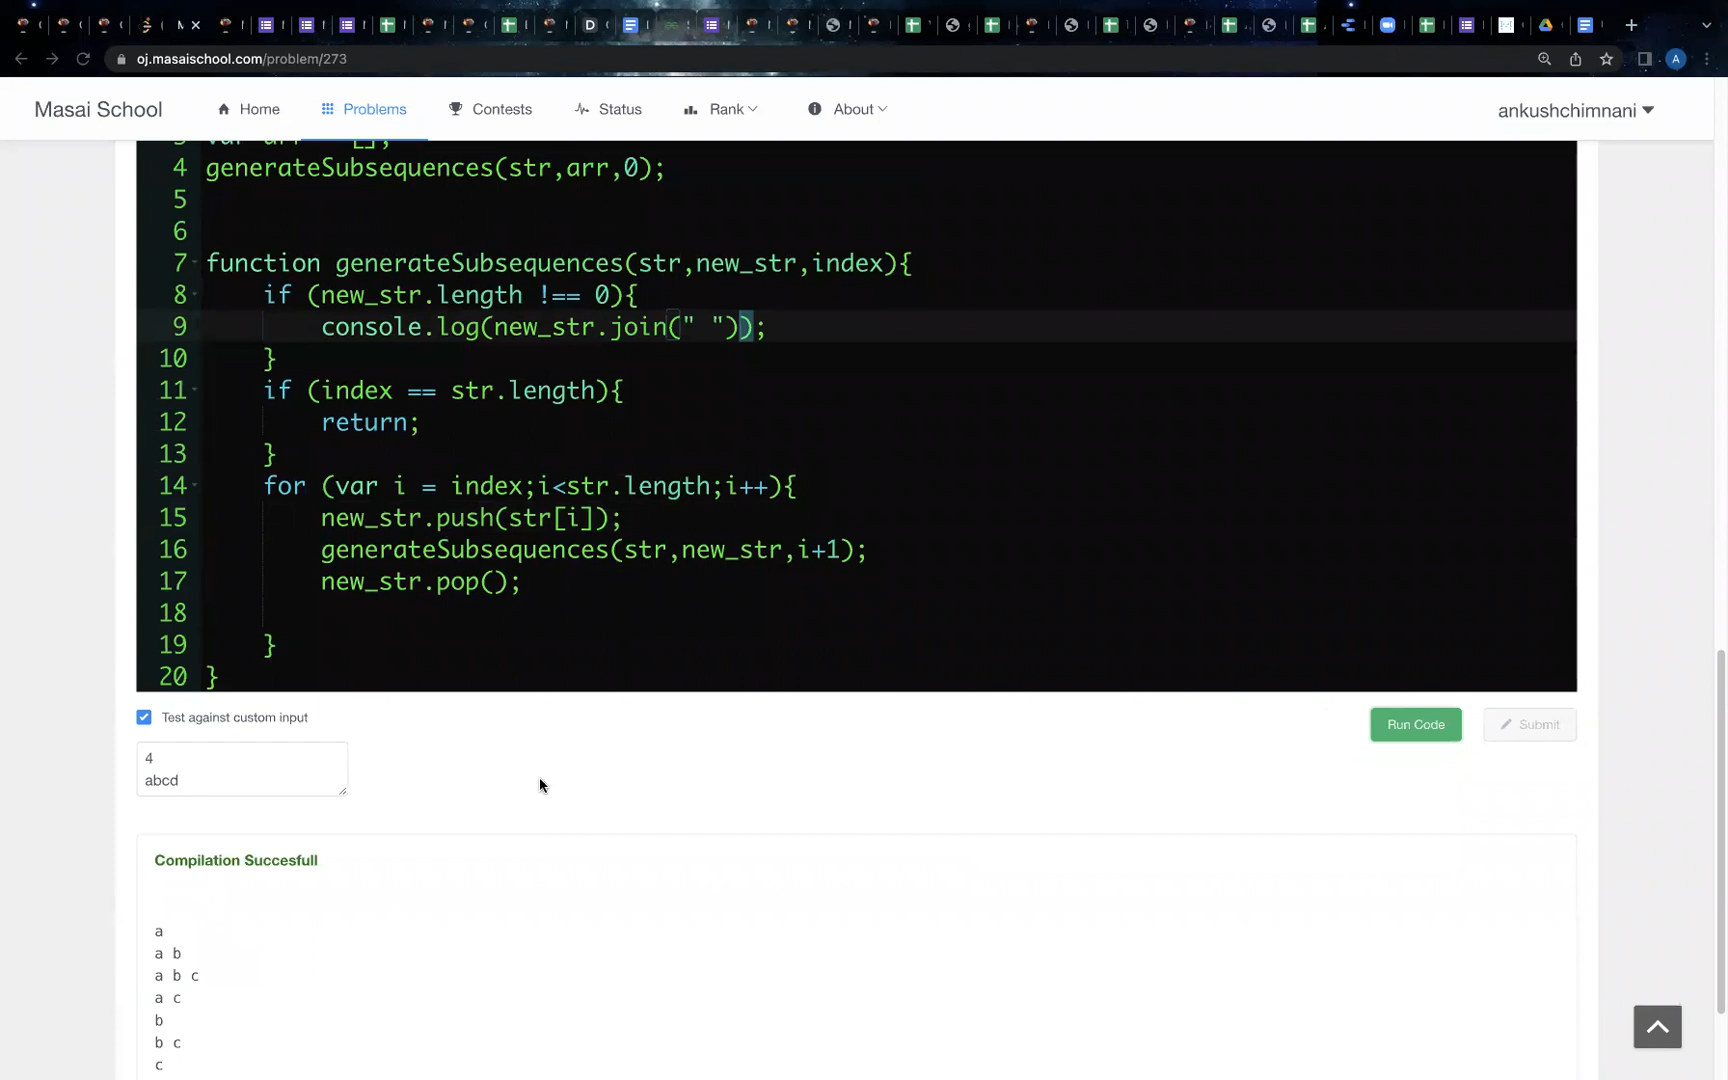 oj.masaischool.com/problem/273
A
Masai School
Home
Problems
Contests
Status
Rank
About
ankushchimnani
4 generateSubsequences(str,arr,0);
5
6
7 function generateSubsequences(str,new_str,index){
8 if (new_str.length !== 0){
9 console.log(new_str.join(" "));
10 }
11 if (index == str.length){
12 return;
13 }
14 for (var i = index;i<str.length;i++){
15 new_str.push(str[i]);
16 generateSubsequences(str,new_str,i+1);
17 new_str.pop();
18
19 }
20 }
Test against custom input
Run Code
Submit
4
abcd
Compilation Succesfull
a
a b
a b c
a c
b
b c
c